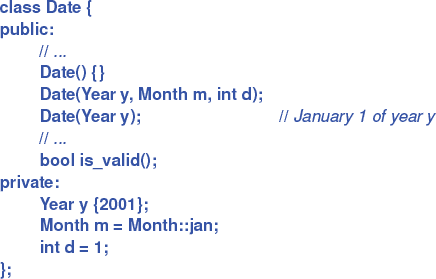 class Date {
public:
// ...
Date() {}
Date(Year y, Month m, int d);
Date(Year y); // January 1 of year y
// ...
bool is_valid();
private:
Year y {2001};
Month m = Month::jan;
int d = 1;
};